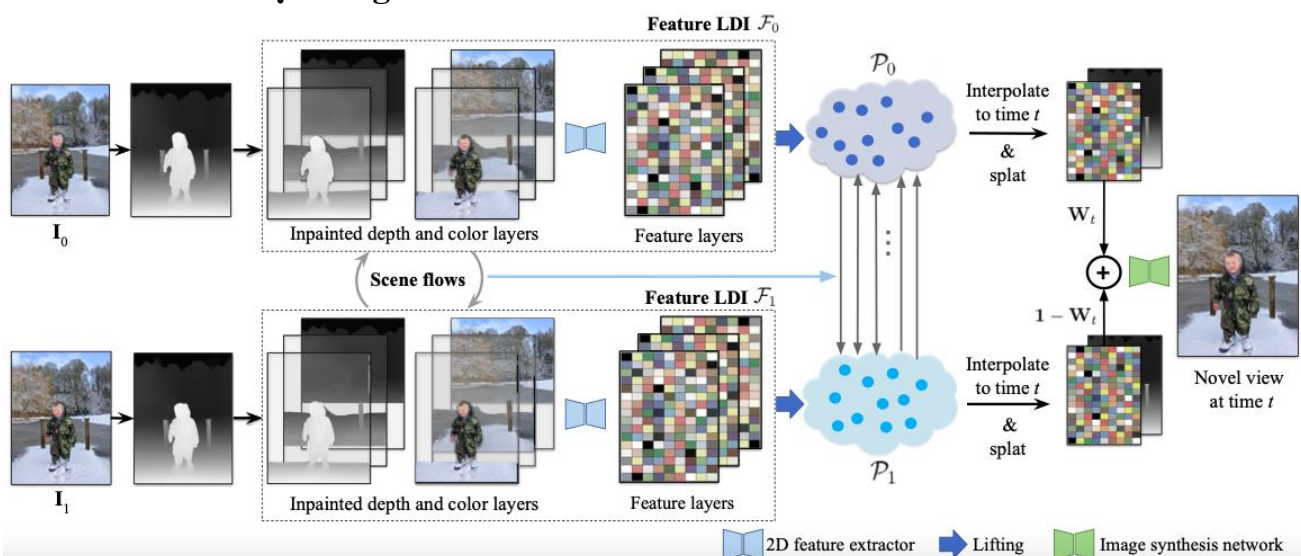 Feature LDI F₀
P₀
I₀
Inpainted depth and color layers
Feature layers
Interpolate
to time t
&
splat
Wₜ
Scene flows
+
1 − Wₜ
Feature LDI F₁
I₁
Inpainted depth and color layers
Feature layers
P₁
Interpolate
to time t
&
splat
Novel view
at time t
2D feature extractor
Lifting
Image synthesis network